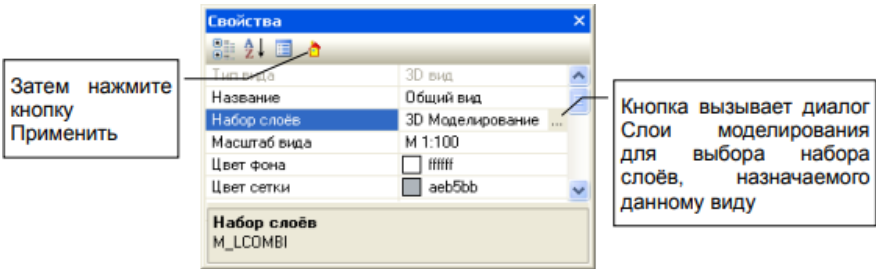 Свойства
Тип вида 3D вид
Название Общий вид
Набор слоёв 3D Моделирование ...
Масштаб вида М 1:100
Цвет фона ffffff
Цвет сетки aeb5bb
Набор слоёв
M_LCOMBI
Затем нажмите
кнопку
Применить
Кнопка вызывает диалог
Слои моделирования
для выбора набора
слоёв, назначаемого
данному виду